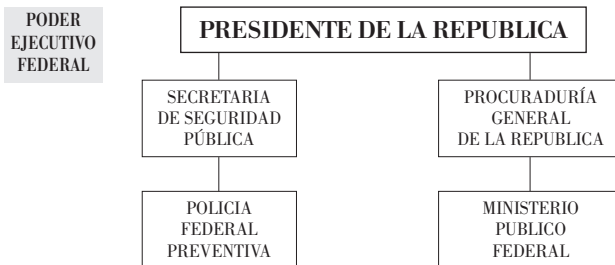 PODER
EJECUTIVO
FEDERAL
PRESIDENTE DE LA REPUBLICA
SECRETARIA
DE SEGURIDAD
PÚBLICA
PROCURADURÍA
GENERAL
DE LA REPUBLICA
POLICIA
FEDERAL
PREVENTIVA
MINISTERIO
PUBLICO
FEDERAL